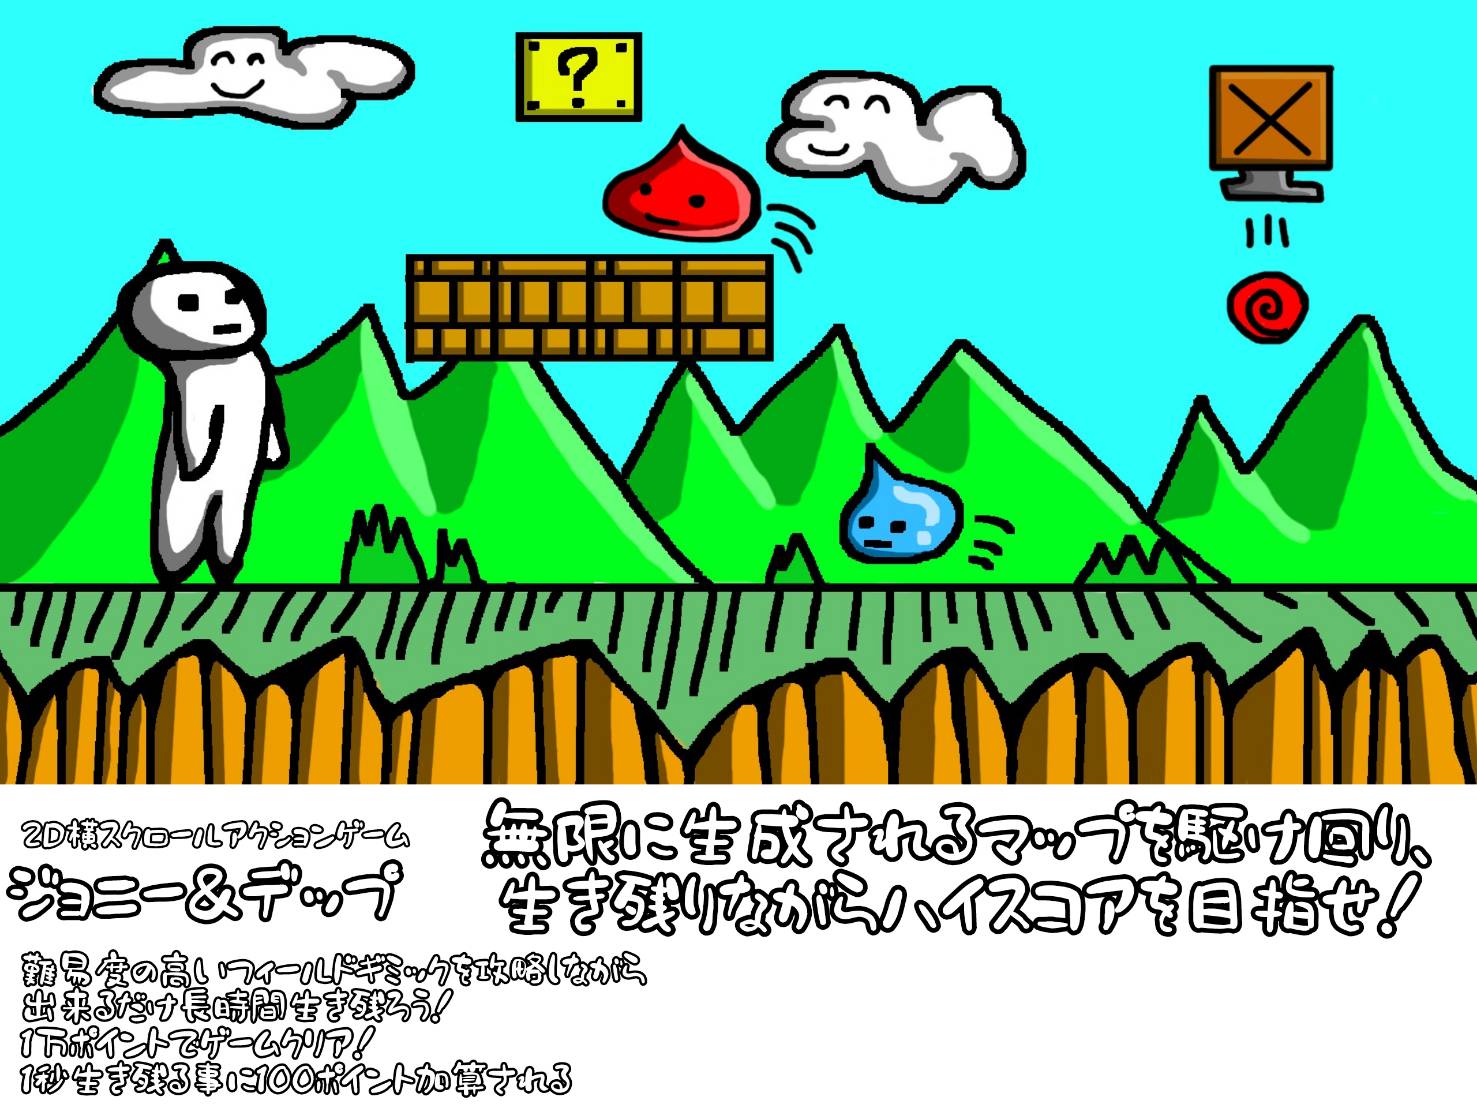 ?
2D横スクロールアクションゲーム
ジョニー&デップ
無限に生成されるマップを駆け回り、
生き残りながらハイスコアを目指せ!
難易度の高いフィールドギミックを攻略しながら
出来るだけ長時間生き残ろう!
1万ポイントでゲームクリア!
1秒生き残る事に100ポイント加算される